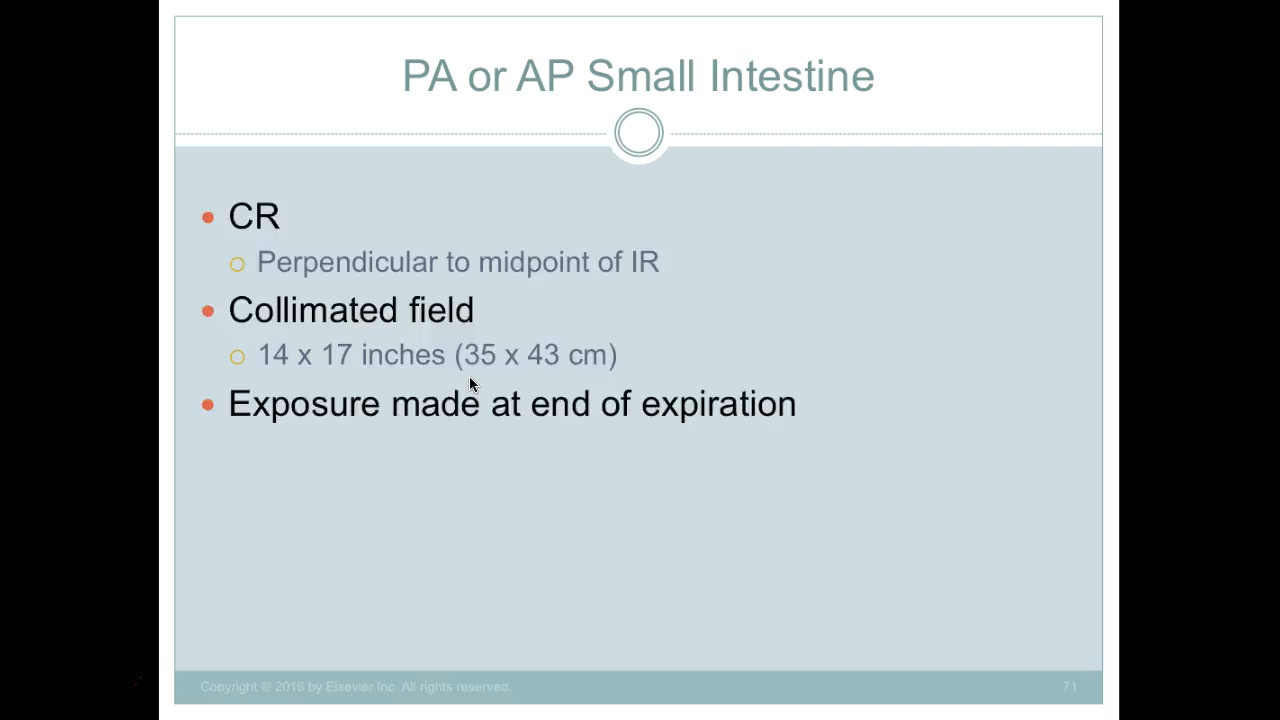 PA or AP Small Intestine
CR
Perpendicular to midpoint of IR
Collimated field
14 x 17 inches (35 x 43 cm)
Exposure made at end of expiration
Copyright © 2016 by Elsevier Inc. All rights reserved.
71